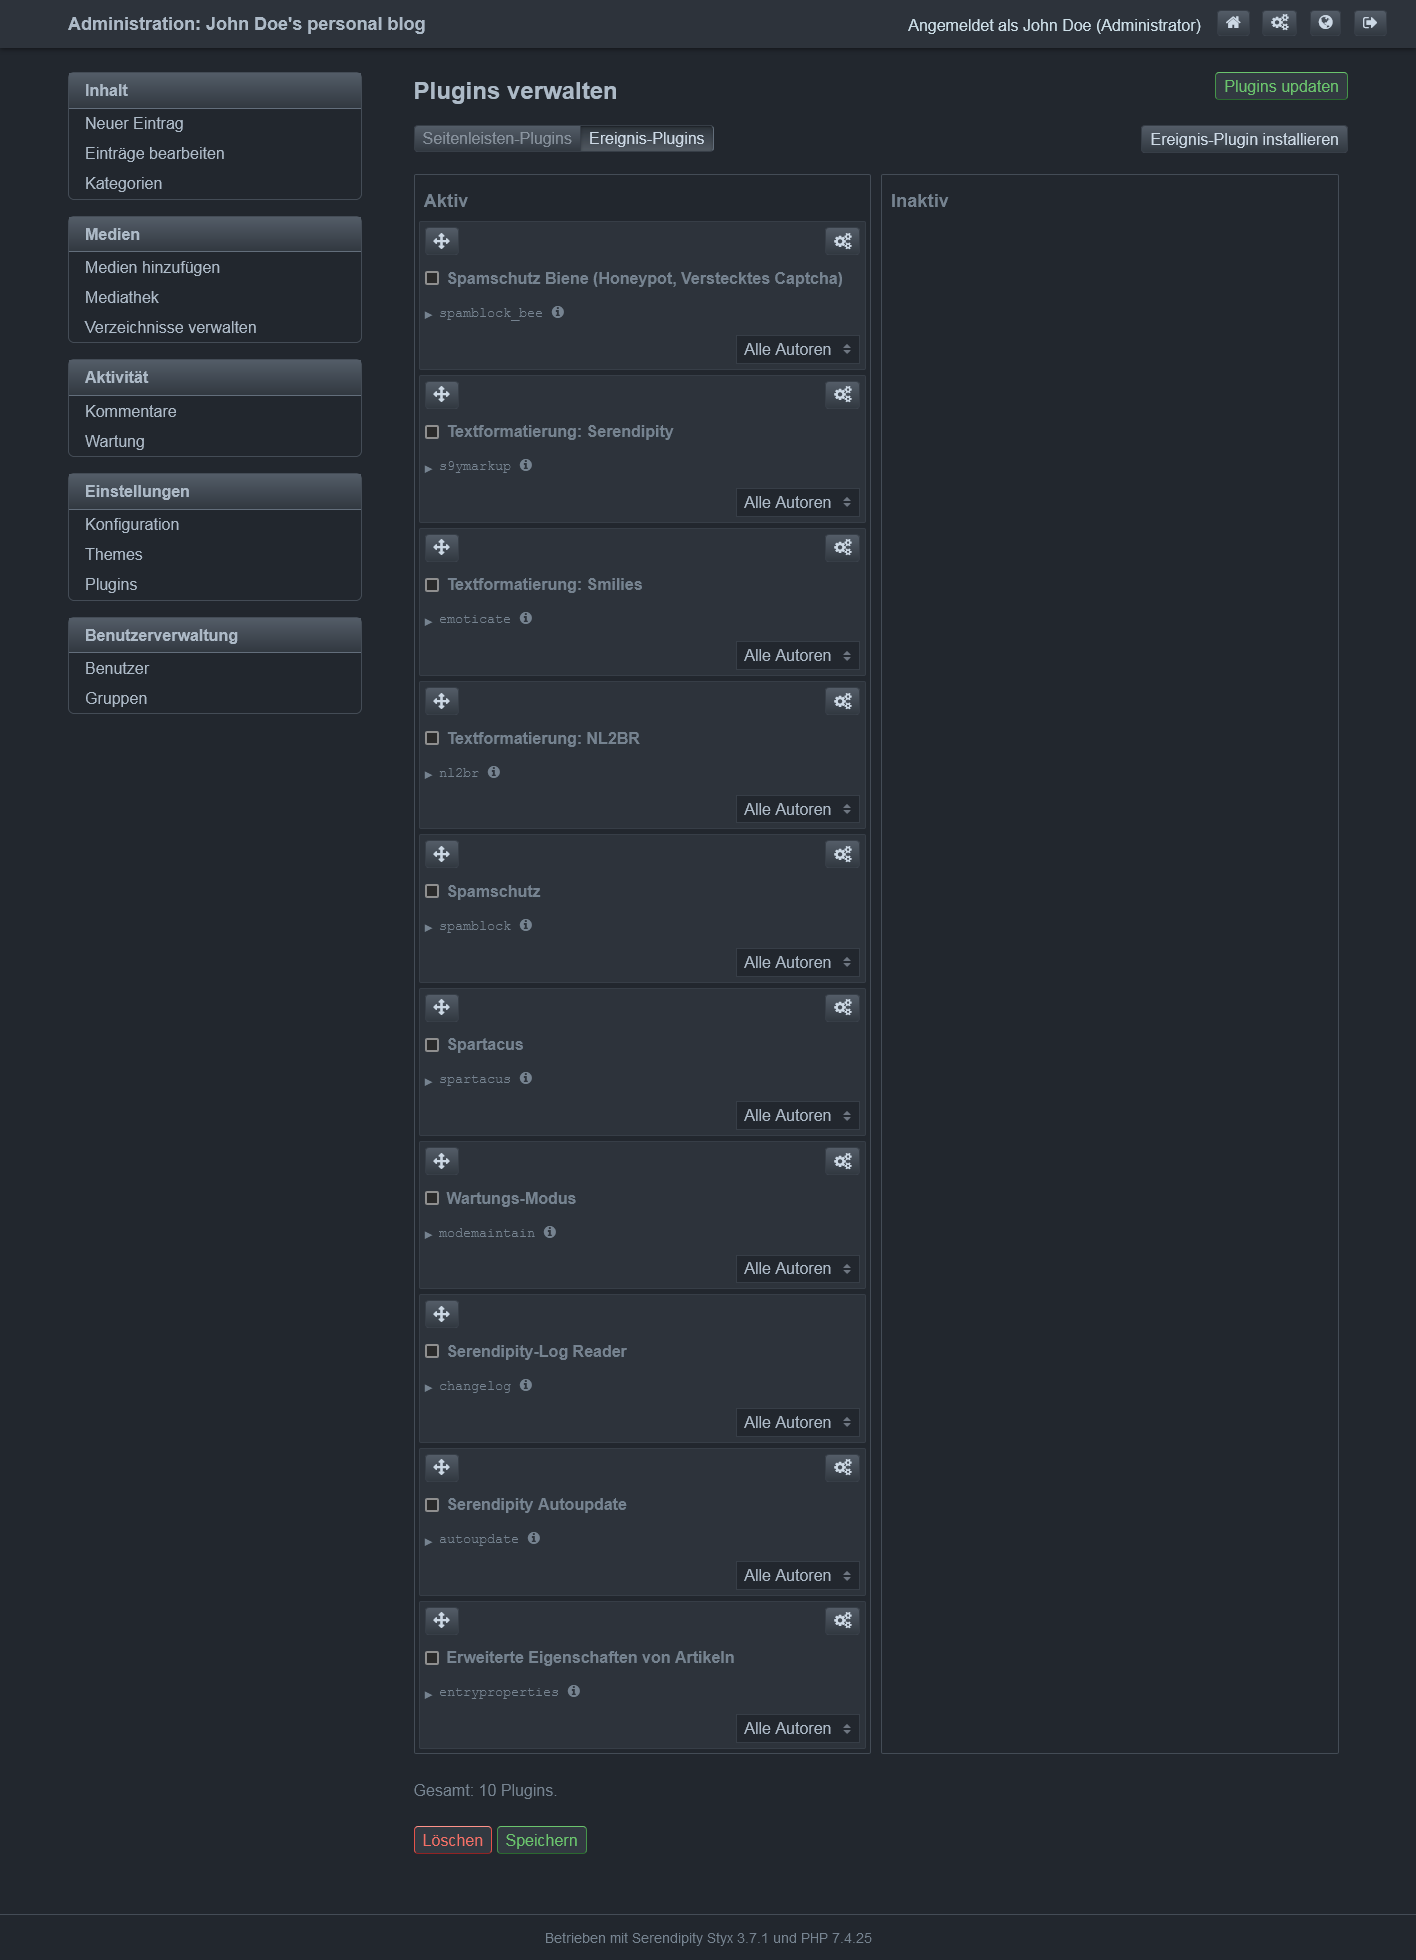 Administration: John Doe's personal blog
Angemeldet als John Doe (Administrator)
Inhalt
Neuer Eintrag
Einträge bearbeiten
Kategorien
Medien
Medien hinzufügen
Mediathek
Verzeichnisse verwalten
Aktivität
Kommentare
Wartung
Einstellungen
Konfiguration
Themes
Plugins
Benutzerverwaltung
Benutzer
Gruppen
Plugins verwalten
Plugins updaten
Seitenleisten-Plugins Ereignis-Plugins
Ereignis-Plugin installieren
Aktiv
Spamschutz Biene (Honeypot, Verstecktes Captcha)
spamblock_bee
Alle Autoren
Textformatierung: Serendipity
s9ymarkup
Alle Autoren
Textformatierung: Smilies
emoticate
Alle Autoren
Textformatierung: NL2BR
nl2br
Alle Autoren
Spamschutz
spamblock
Alle Autoren
Spartacus
spartacus
Alle Autoren
Wartungs-Modus
modemaintain
Alle Autoren
Serendipity-Log Reader
changelog
Alle Autoren
Serendipity Autoupdate
autoupdate
Alle Autoren
Erweiterte Eigenschaften von Artikeln
entryproperties
Alle Autoren
Inaktiv
Gesamt: 10 Plugins.
Löschen Speichern
Betrieben mit Serendipity Styx 3.7.1 und PHP 7.4.25